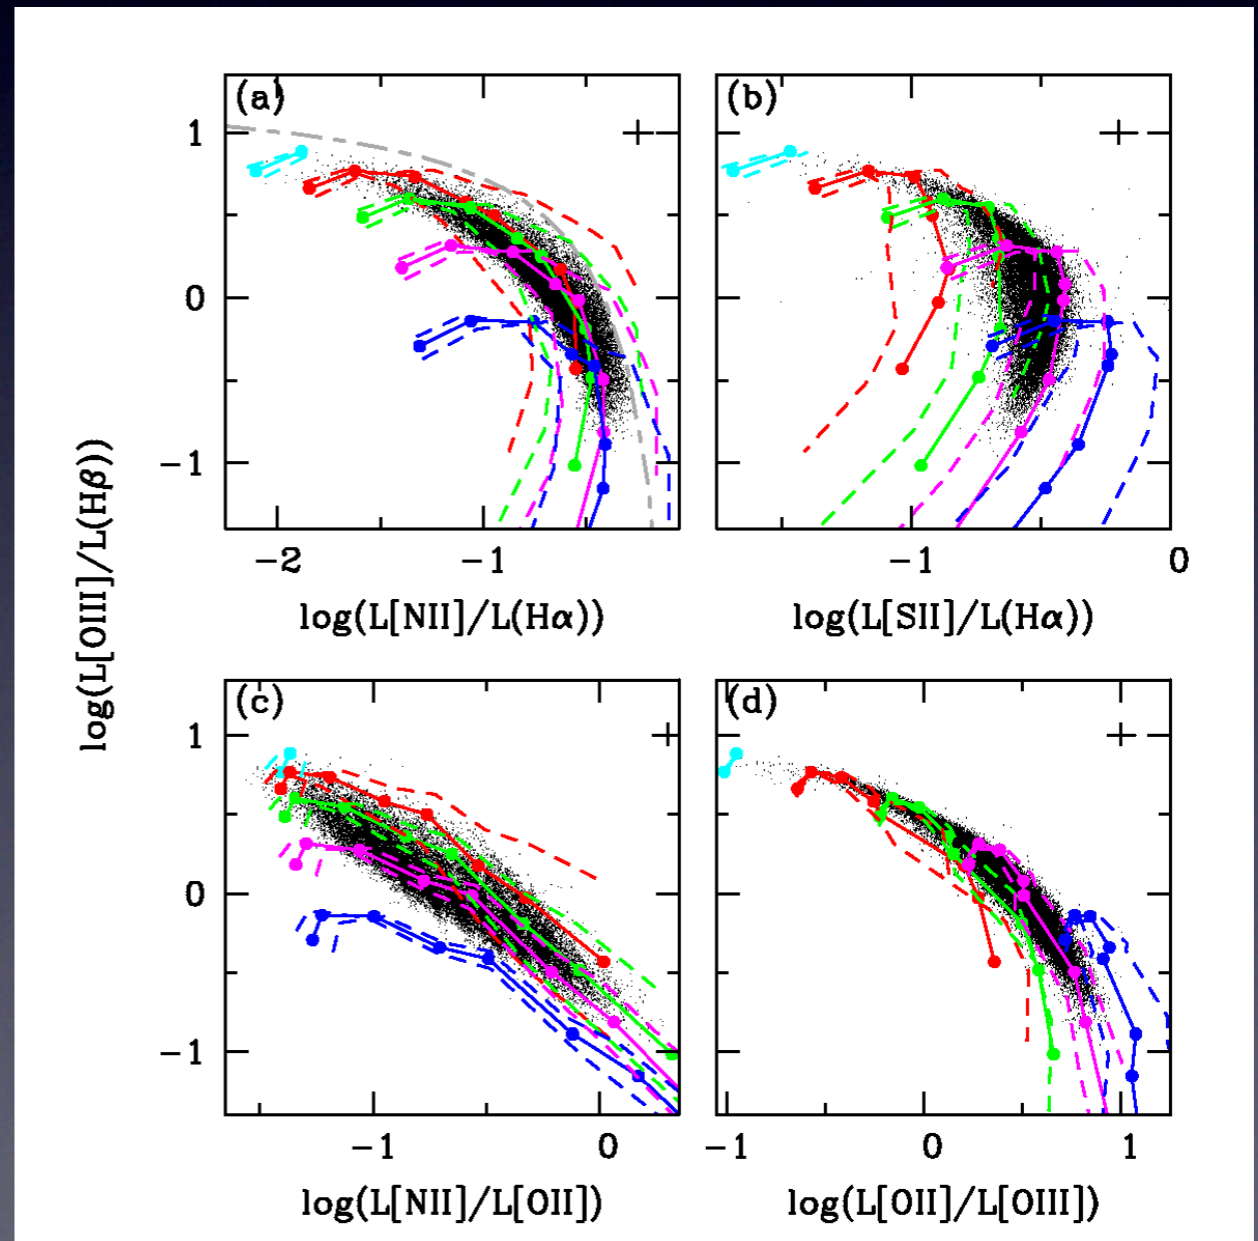 (a)
(b)
1
0
−1
−2 −1
−1 0
log(L[NII]/L(Hα))
log(L[SII]/L(Hα))
log(L[OIII]/L(Hβ))
(c)
(d)
1
0
−1
−1 0
−1 0 1
log(L[NII]/L[OII])
log(L[OII]/L[OIII])